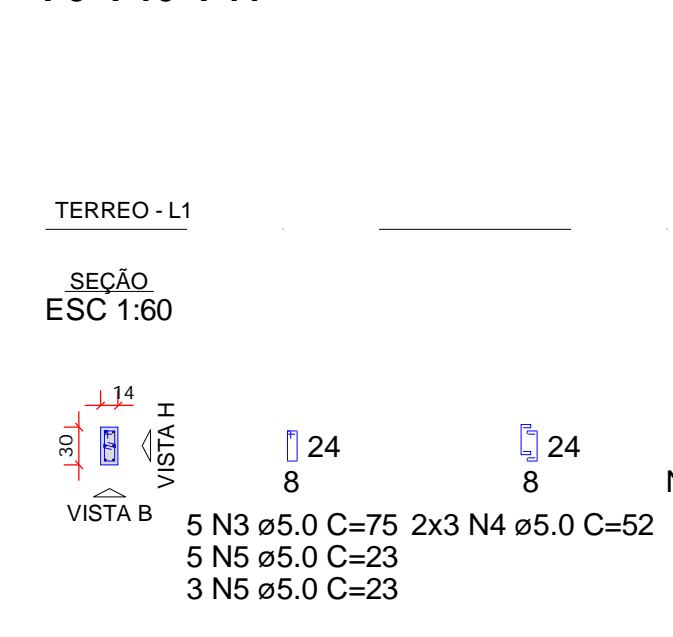 TERREO - L1
SEÇÃO
ESC 1:60
14
30
VISTA H
VISTA B
24
8
24
8
5 N3 ø5.0 C=75 2x3 N4 ø5.0 C=52
5 N5 ø5.0 C=23
3 N5 ø5.0 C=23